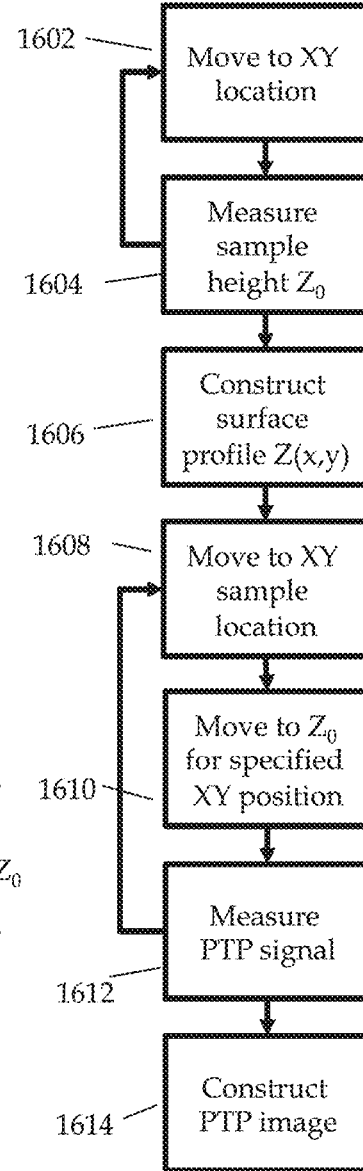 1602
Move to XY
location
Measure
sample
height Z₀
1604
Construct
surface
profile Z(x,y)
1606
1608
Move to XY
sample
location
Move to Z₀
for specified
XY position
1610
Z₀
Measure
PTP signal
1612
Construct
PTP image
1614